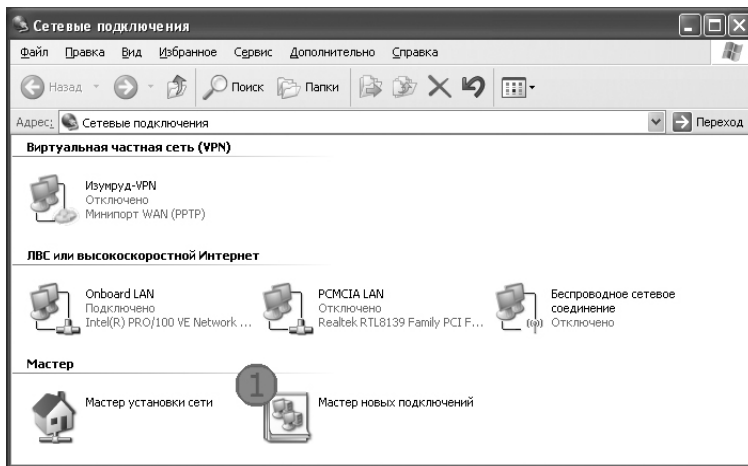 Сетевые подключения
Файл Правка Вид Избранное Сервис Дополнительно Справка
Назад Поиск Папки
Адрес: Сетевые подключения Переход
Виртуальная частная сеть (VPN)
Изумруд-VPN
Отключено
Минипорт WAN (PPTP)
ЛВС или высокоскоростной Интернет
Onboard LAN
Подключено
Intel(R) PRO/100 VE Network ...
PCMCIA LAN
Отключено
Realtek RTL8139 Family PCI F...
Беспроводное сетевое
соединение
Отключено
Мастер
Мастер установки сети
1
Мастер новых подключений